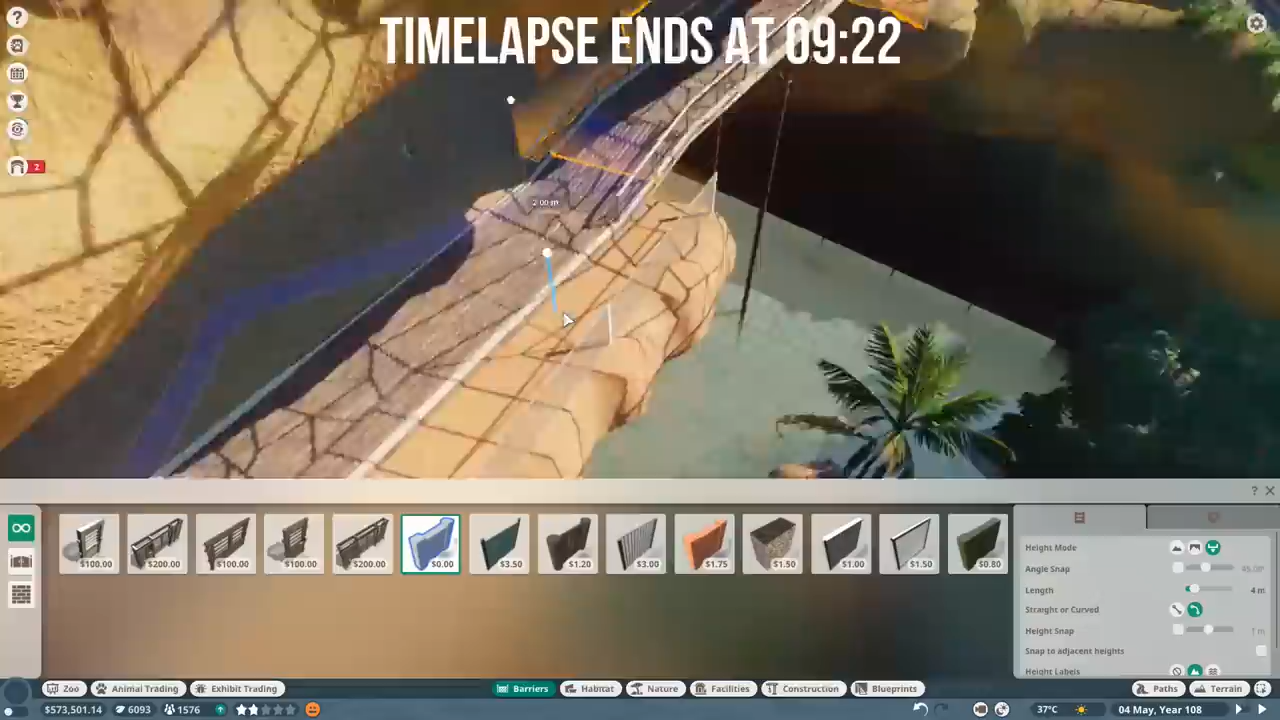 TIMELAPSE ENDS AT 09:22
2
2.00 m
? ×
$100.00 $200.00 $100.00 $100.00 $200.00 $0.00 $3.50 $1.20 $3.00 $1.75 $1.50 $1.00 $1.50 $0.80
Height Mode
Angle Snap 45.0°
Length 4 m
Straight or Curved
Height Snap 1 m
Snap to adjacent heights
Height Labels
Zoo Animal Trading Exhibit Trading Barriers Habitat Nature Facilities Construction Blueprints Paths Terrain
$573,501.14 6093 1576 37°C 04 May, Year 108